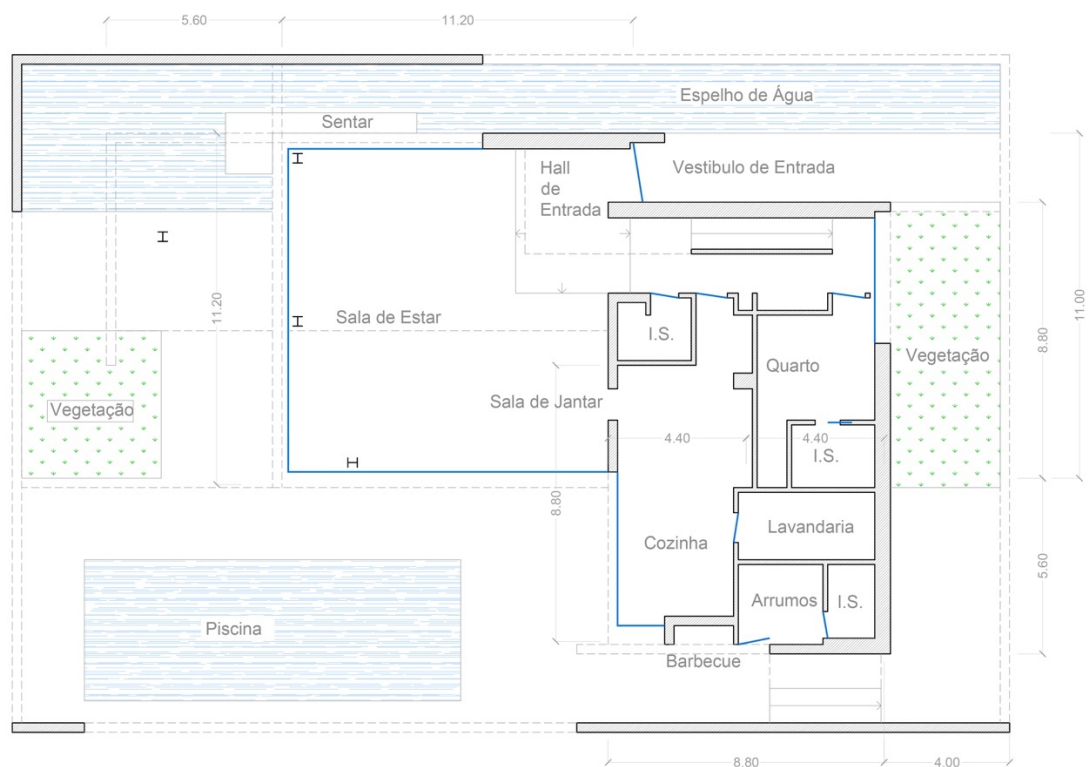 5.60
11.20
Espelho de Água
Sentar
Hall
de
Entrada
Vestibulo de Entrada
11.20
Sala de Estar
I.S.
Quarto
Vegetação
8.80
11.00
Vegetação
Sala de Jantar
4.40
4.40
I.S.
8.80
Cozinha
Lavandaria
5.60
Arrumos
I.S.
Piscina
Barbecue
8.80
4.00